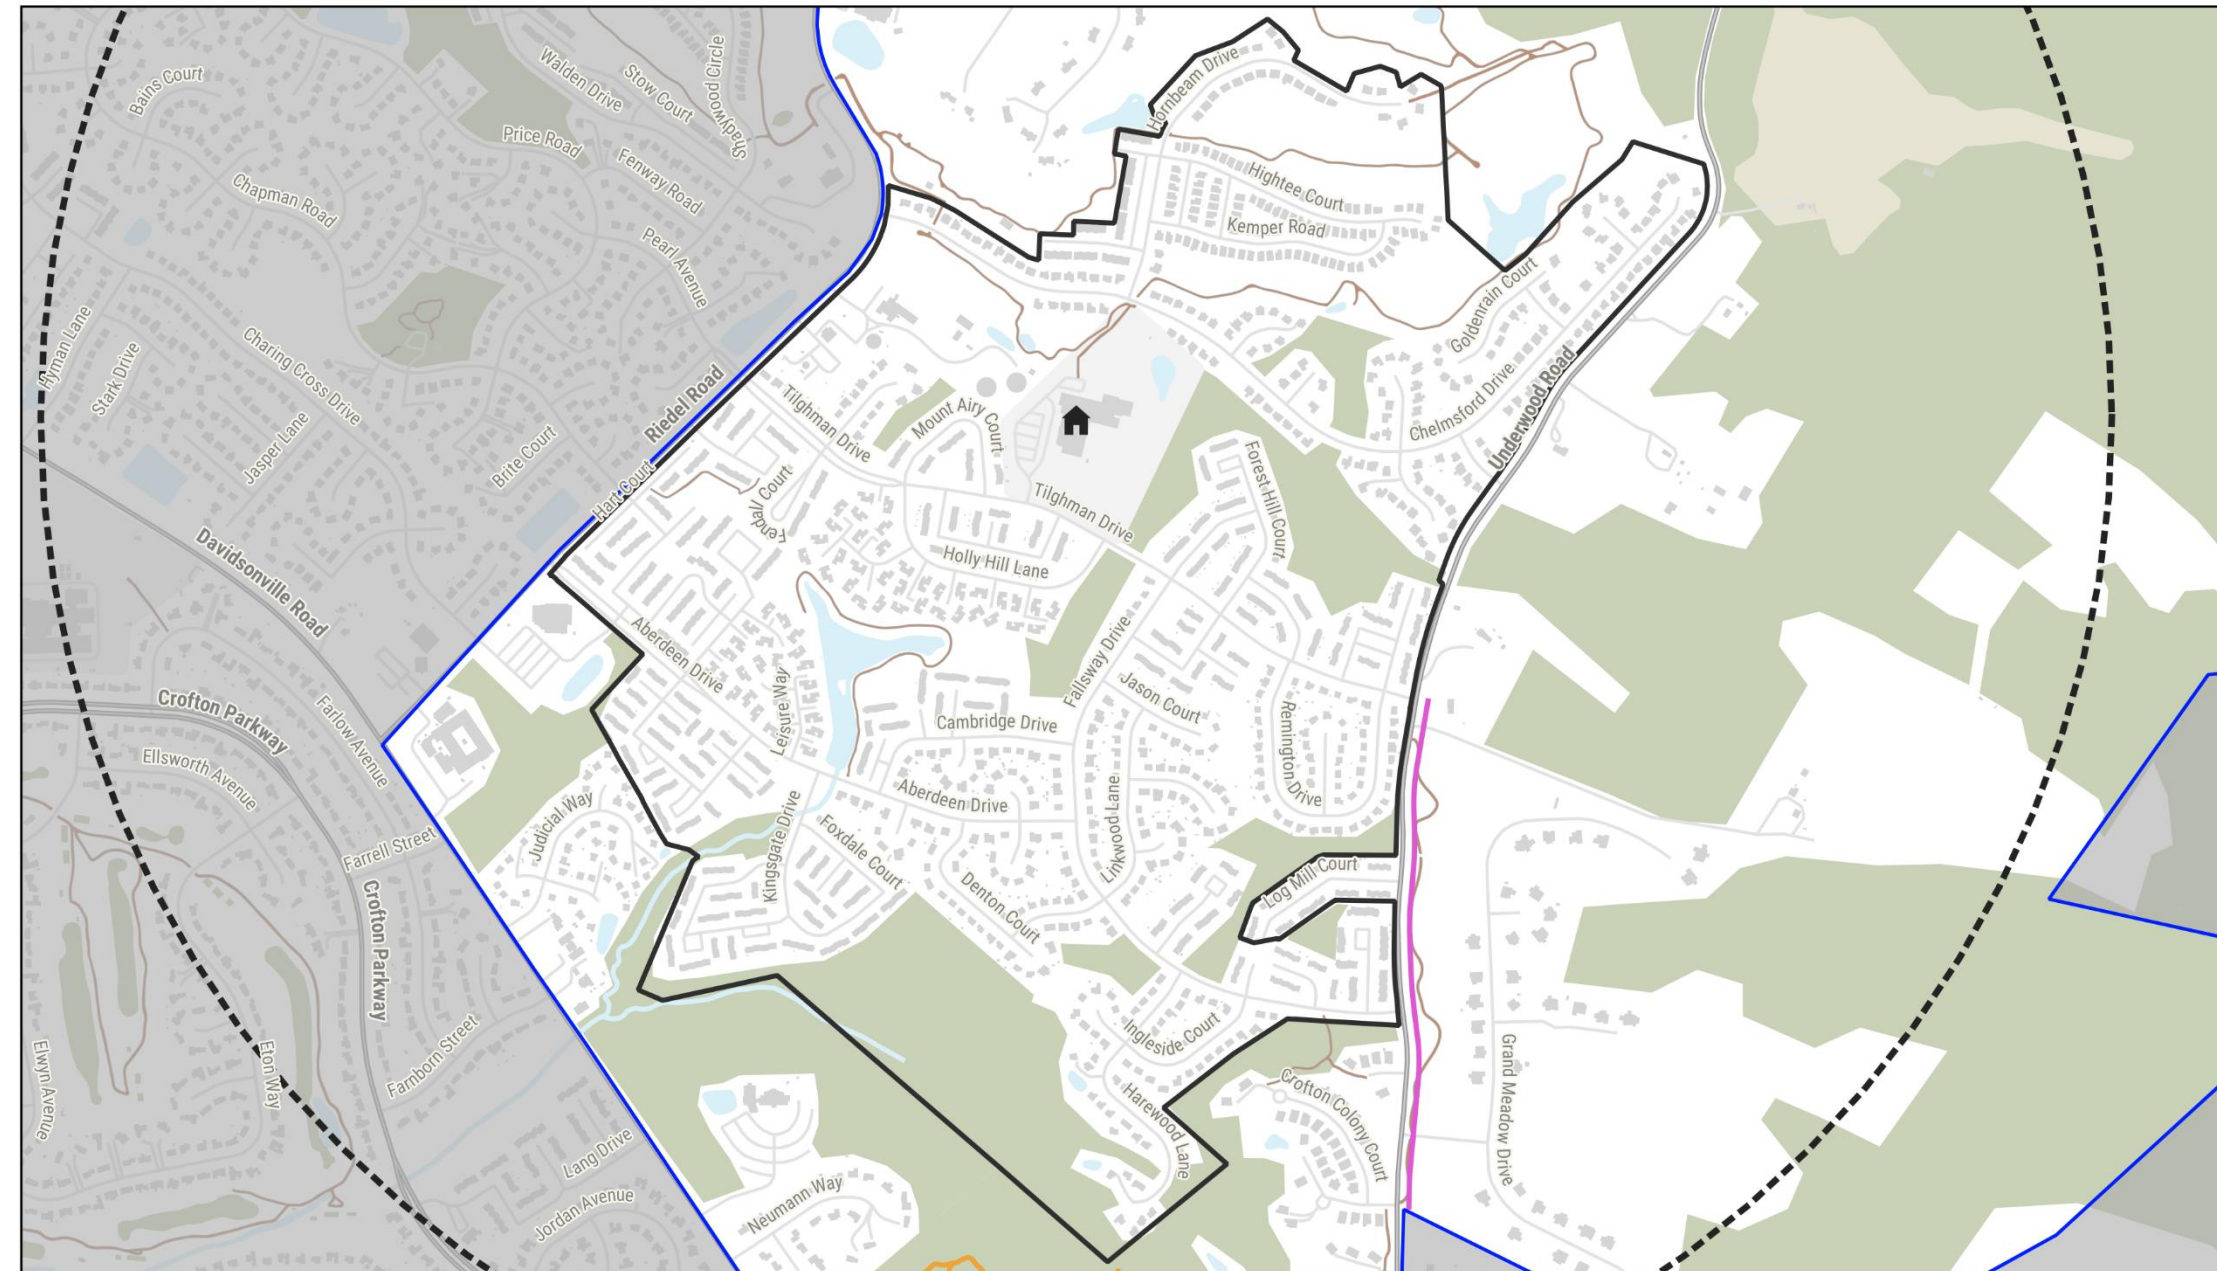 Bains Court
Walden Drive
Stow Court
Shadywood Circle
Price Road
Fenway Road
Chapman Road
Pearl Avenue
Hornbeam Drive
Hightee Court
Kemper Road
Goldenrain Court
Hyman Lane
Stark Drive
Charing Cross Drive
Jasper Lane
Brite Court
Riedel Road
Hart Court
Tilghman Drive
Mount Airy Court
Chelmsford Drive
Underwood Road
Fendall Court
Tilghman Drive
Forest Hill Court
Holly Hill Lane
Davidsonville Road
Aberdeen Drive
Fallsway Drive
Leisure Way
Jason Court
Cambridge Drive
Remington Drive
Crofton Parkway
Farlow Avenue
Ellsworth Avenue
Aberdeen Drive
Linkwood Lane
Judicial Way
Kingsgate Drive
Foxdale Court
Farrell Street
Log Mill Court
Denton Court
Crofton Parkway
Ingleside Court
Elwyn Avenue
Eton Way
Farnborn Street
Harewood Lane
Crofton Colony Court
Grand Meadow Drive
Lang Drive
Jordan Avenue
Neumann Way